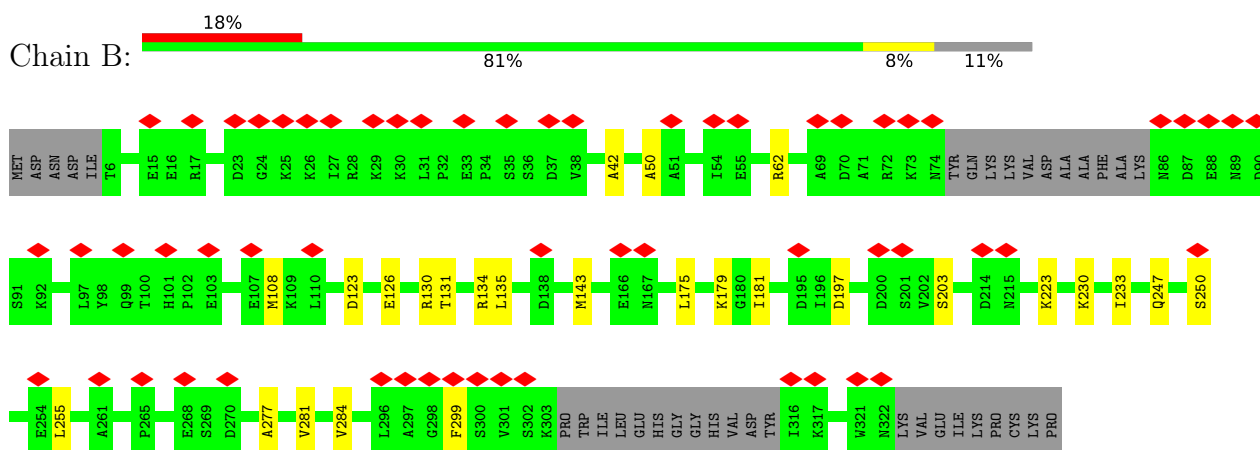 18%
Chain B:
81% 8% 11%
MET ASP ASN ASP ILE T6 E15 E16 R17 D23 G24 K25 K26 I27 R28 K29 K30 L31 P32 E33 P34 S35 S36 D37 V38 A42 A50 A51 I54 E55 R62 A69 D70 A71 R72 K73 N74 TYR GLN LYS LYS VAL ASP ALA ALA PHE ALA LYS N86 D87 E88 N89 D90
S91 K92 L97 Y98 Q99 T100 H101 P102 E103 E107 M108 K109 L110 D123 E126 R130 T131 R134 L135 D138 M143 E166 N167 L175 K179 G180 I181 D195 I196 D197 D200 S201 V202 S203 D214 N215 K223 K230 I233 Q247 S250
E254 L255 A261 P265 E268 S269 D270 A277 V281 V284 L296 A297 G298 F299 S300 V301 S302 K303 PRO TRP ILE LEU GLU HIS GLY GLY HIS VAL ASP TYR I316 K317 W321 N322 LYS VAL GLU ILE LYS PRO CYS LYS PRO